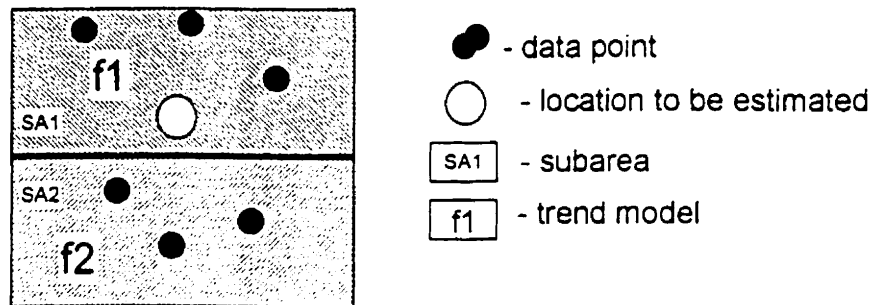 f1
SA1
SA2
f2
- data point
- location to be estimated
SA1 - subarea
f1 - trend model